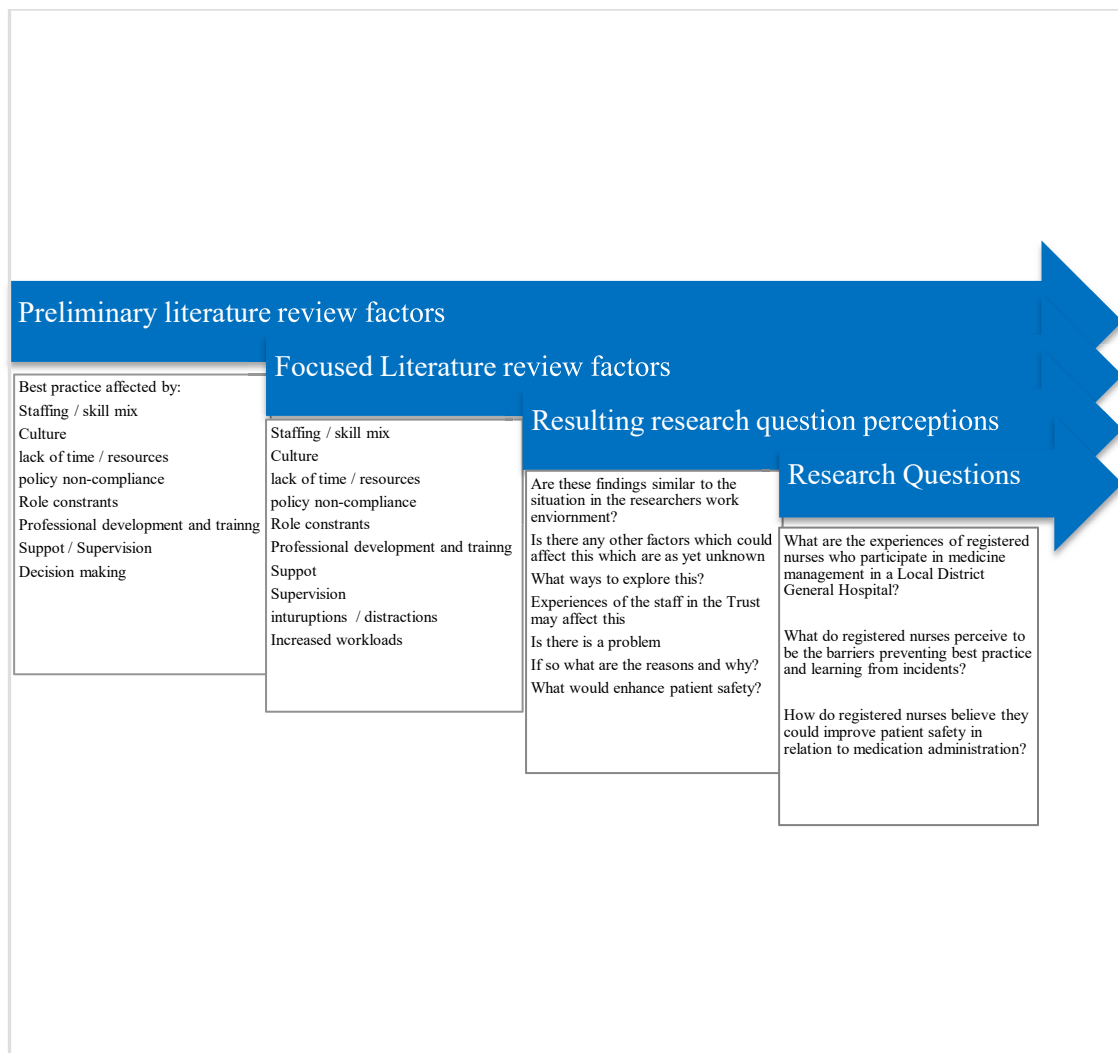 Preliminary literature review factors
Best practice affected by:
Staffing / skill mix
Culture
lack of time / resources
policy non-compliance
Role constrants
Professional development and trainng
Suppot / Supervision
Decision making
Focused Literature review factors
Staffing / skill mix
Culture
lack of time / resources
policy non-compliance
Role constrants
Professional development and trainng
Suppot
Supervision
inturuptions / distractions
Increased workloads
Resulting research question perceptions
Are these findings similar to the
situation in the researchers work
enviornment?
Is there any other factors which could
affect this which are as yet unknown
What ways to explore this?
Experiences of the staff in the Trust
may affect this
Is there is a problem
If so what are the reasons and why?
What would enhance patient safety?
Research Questions
What are the experiences of registered
nurses who participate in medicine
management in a Local District
General Hospital?
What do registered nurses perceive to
be the barriers preventing best practice
and learning from incidents?
How do registered nurses believe they
could improve patient safety in
relation to medication administration?